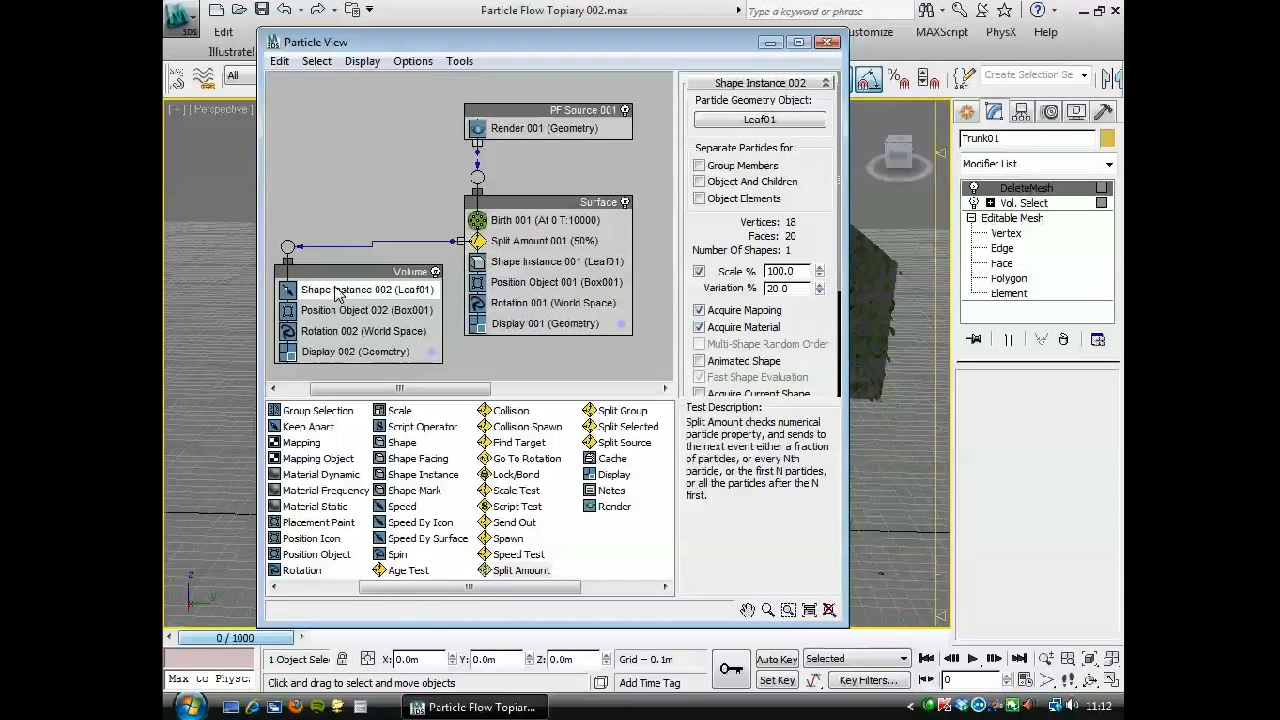 Particle Flow Topiary 002.max
Type a keyword or phrase
3DS
Edit
Customize
MAXScript
PhysX
Help
Illustrate
All
Create Selection Se
Particle View
Edit Select Display Options Tools
[+] [Perspective]
PF Source 001
Render 001 (Geometry)
Surface
Birth 001 (At 0 T:10000)
Split Amount 001 (50%)
Shape Instance 001 (Leaf01)
Position Object 001 (Box001)
Rotation 001 (World Space)
Display 001 (Geometry)
Volume
Shape Instance 002 (Leaf01)
Position Object 002 (Box001)
Rotation 002 (World Space)
Display 002 (Geometry)
Shape Instance 002
Particle Geometry Object:
Leaf01
Separate Particles for:
Group Members
Object And Children
Object Elements
Vertices: 18
Faces: 20
Number Of Shapes: 1
Scale % 100.0
Variation % 20.0
Acquire Mapping
Acquire Material
Multi-Shape Random Order
Animated Shape
Fast Shape Evaluation
Acquire Current Shape
Test Description:
Split Amount checks numerical
particle property, and sends to
the next event either a fraction
of particles, or every Nth
particle, or the first N particles,
or all the particles after the N
first.
Group Selection Scale Collision Split Group
Keep Apart Script Operator Collision Spawn Split Selected
Mapping Shape Find Target Split Source
Mapping Object Shape Facing Go To Rotation Cache
Material Dynamic Shape Instance Lock/Bond Display
Material Frequency Shape Mark Scale Test Notes
Material Static Speed Script Test Render
Placement Paint Speed By Icon Send Out
Position Icon Speed By Surface Spawn
Position Object Spin Speed Test
Rotation Age Test Split Amount
Trunk01
Modifier List
DeleteMesh
Vol. Select
Editable Mesh
Vertex
Edge
Face
Polygon
Element
z
0 / 1000
1 Object Sele
X: 0.0m
Y: 0.0m
Z: 0.0m
Grid = 0.1m
Auto Key
Selected
Max to Physc
Click and drag to select and move objects
Add Time Tag
Set Key
Key Filters...
0
Particle Flow Topiar...
11:12